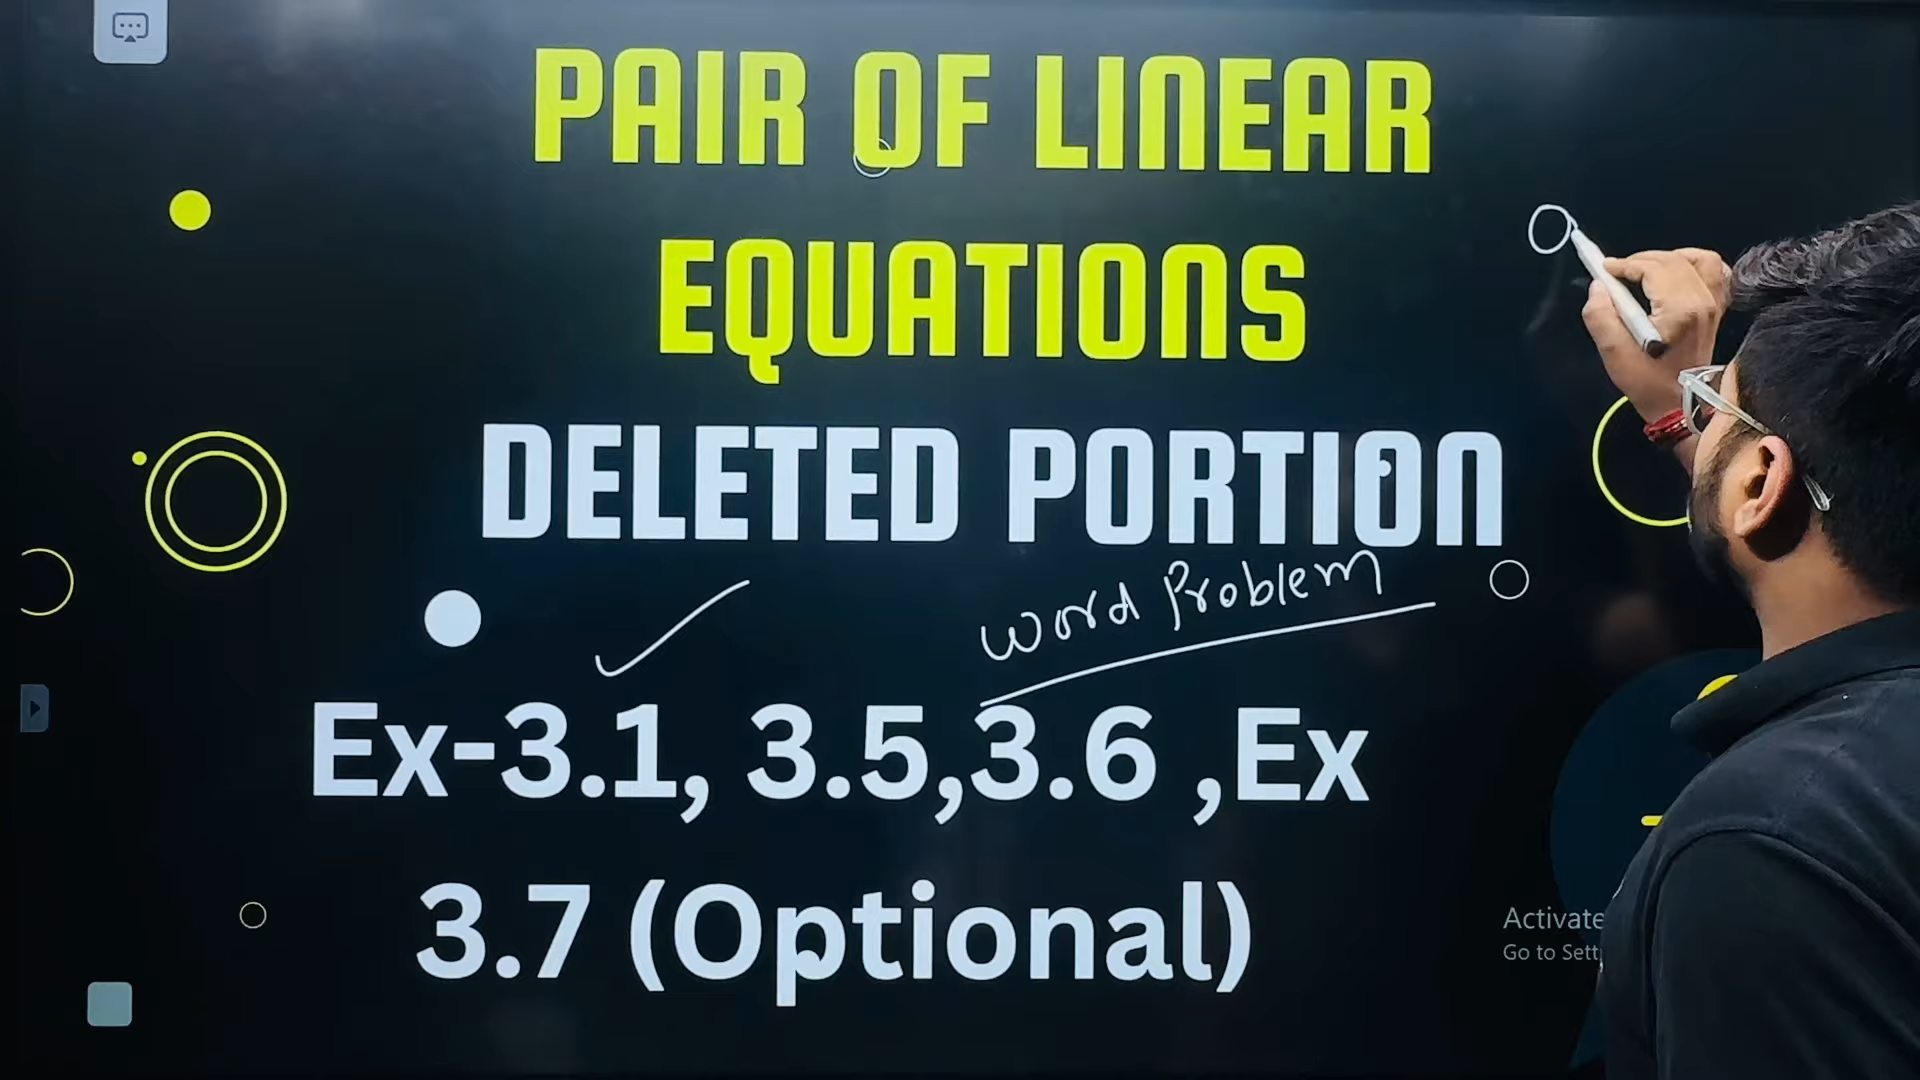 PAIR OF LINEAR
EQUATIONS
DELETED PORTION
Word Problem
Ex-3.1, 3.5,3.6 ,Ex
3.7 (Optional)
Activate
Go to Sett